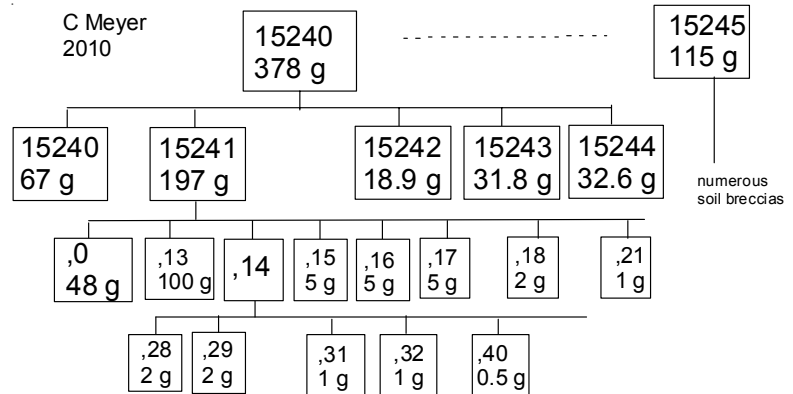 C Meyer
2010
15240
378 g
15245
115 g
15240
67 g
15241
197 g
15242
18.9 g
15243
31.8 g
15244
32.6 g
numerous
soil breccias
,0
48 g
,13
100 g
,14
,15
5 g
,16
5 g
,17
5 g
,18
2 g
,21
1 g
,28
2 g
,29
2 g
,31
1 g
,32
1 g
,40
0.5 g